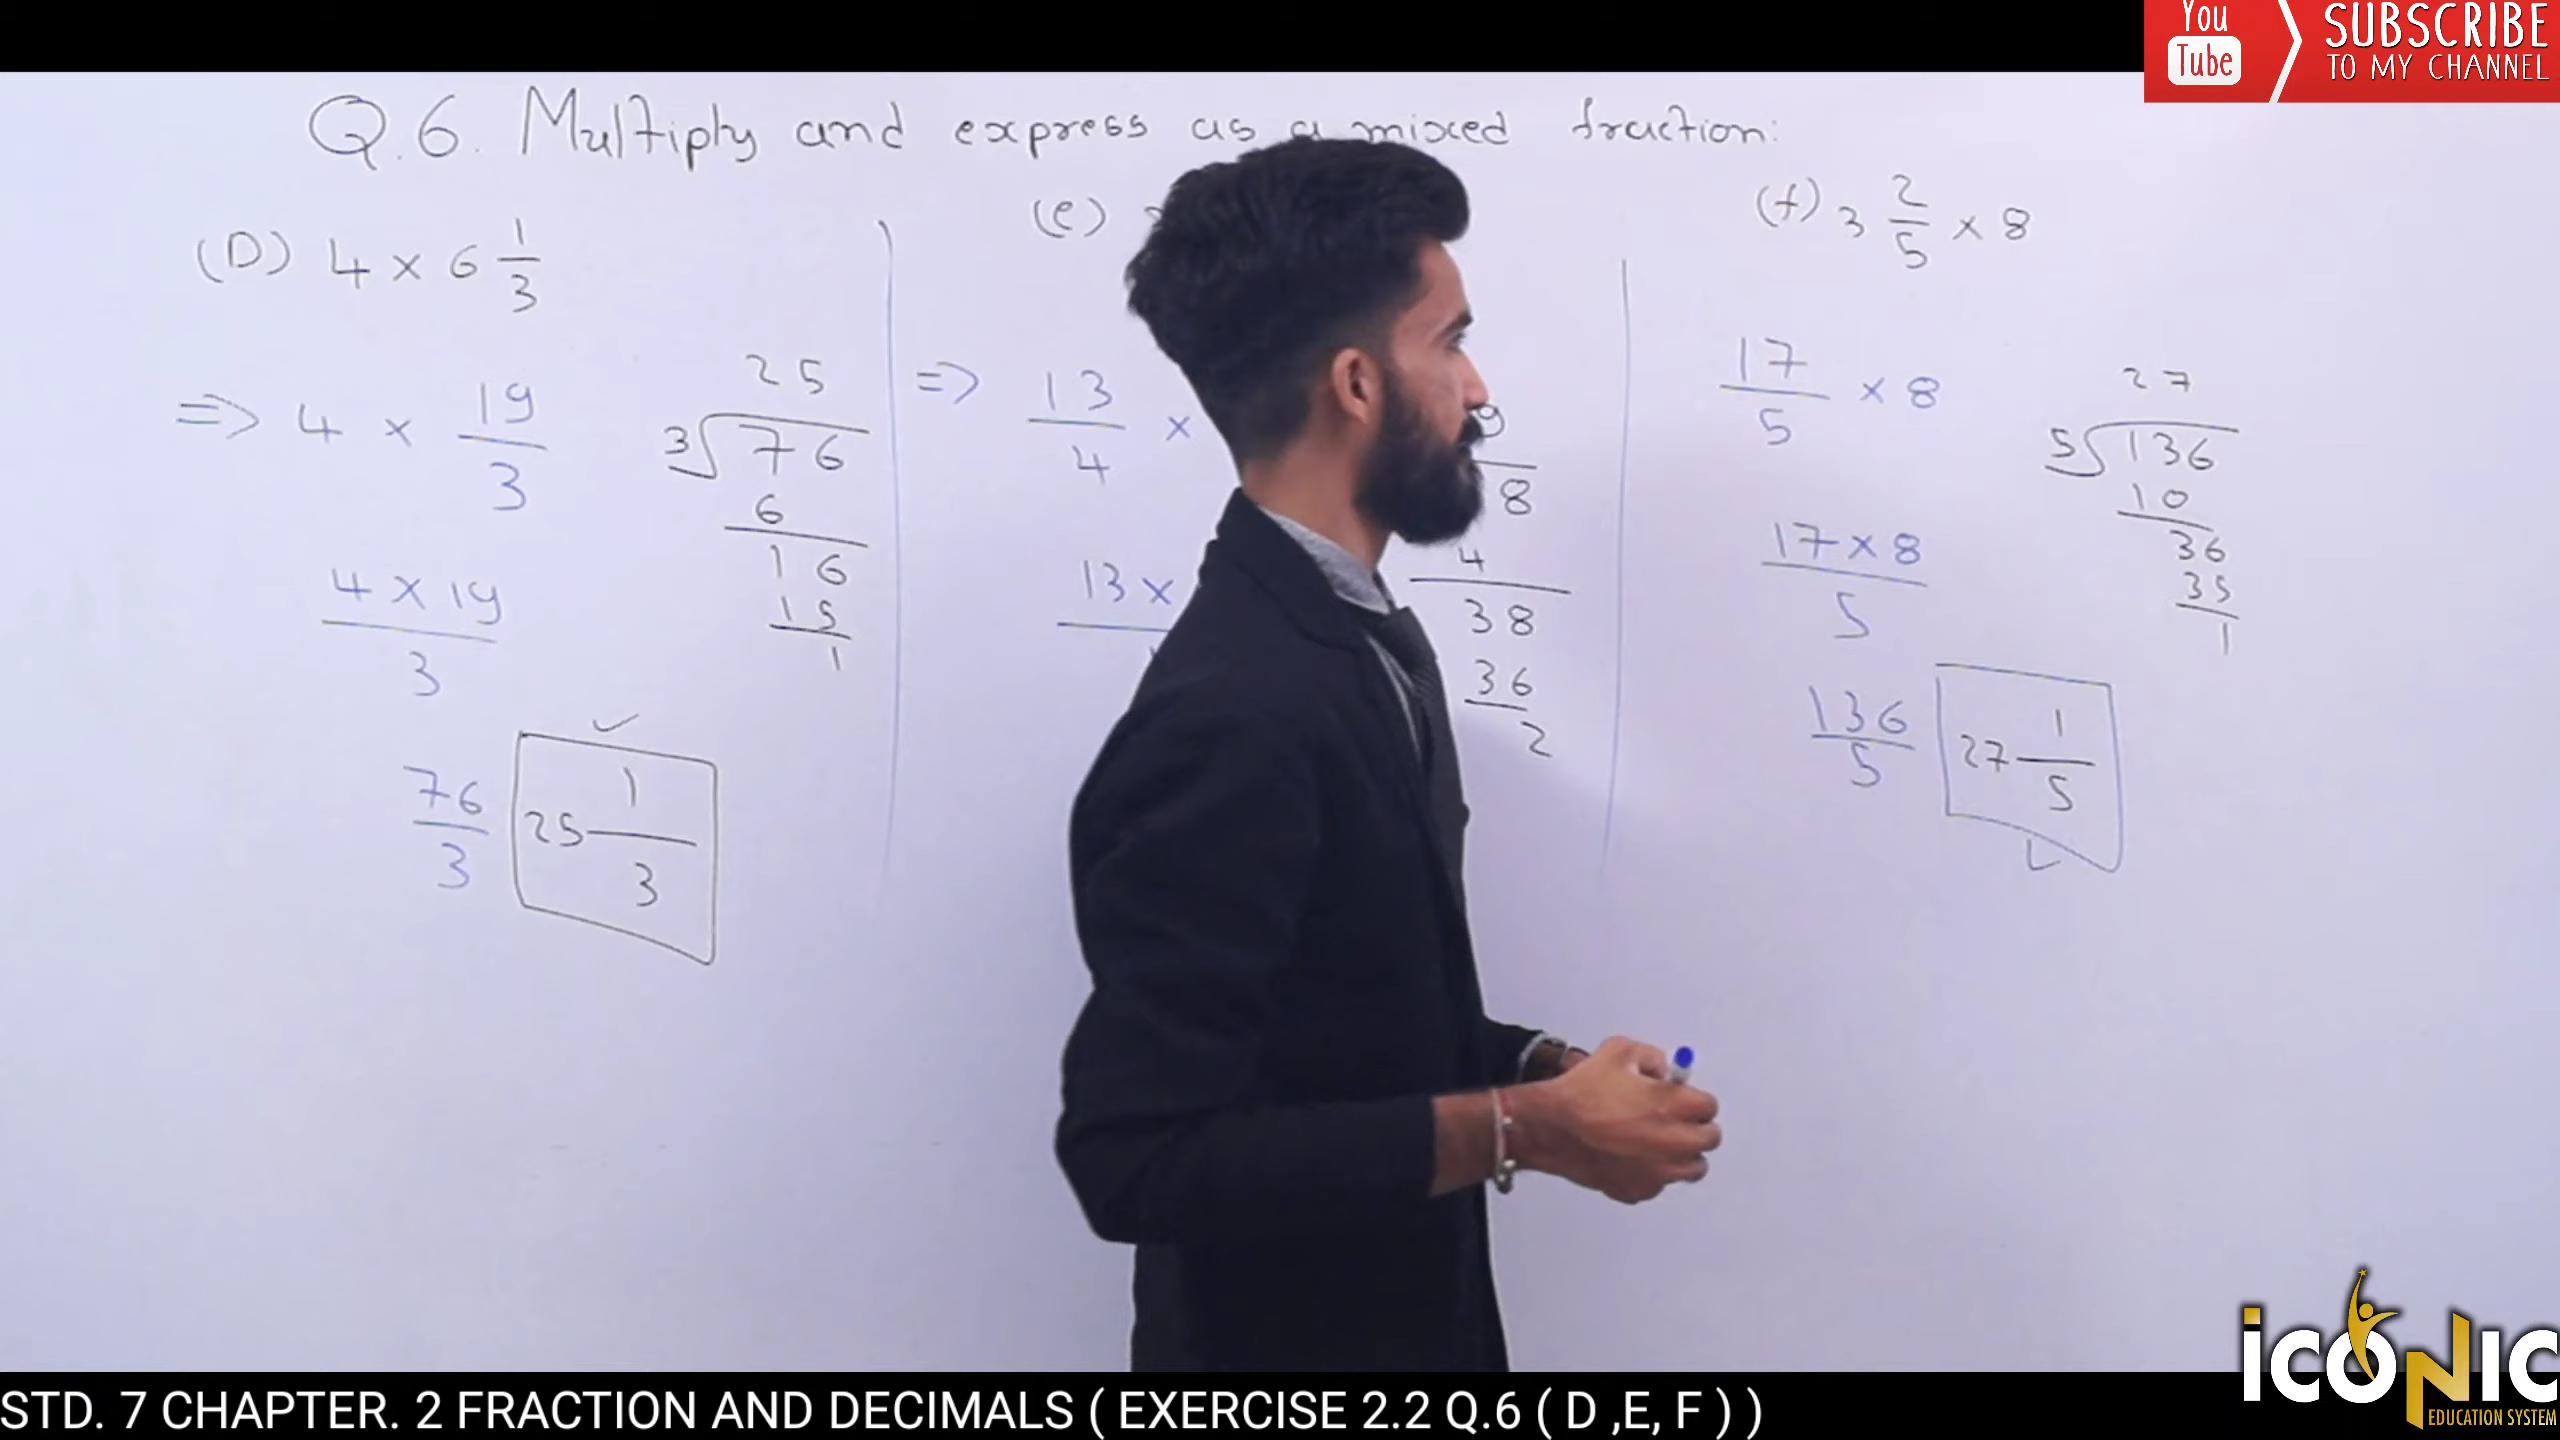 You
Tube
SUBSCRIBE
TO MY CHANNEL
Q.6. Multiply and express as a mixed fraction:
(D) 4 × 6 1/3
⇒ 4 × 19/3
4 × 19
3
76/3
25 1/3
25
3 76
6
16
15
1
(e)
⇒ 13/4 ×
13 ×
9
8
4
38
36
2
(f) 3 2/5 × 8
17/5 × 8
17 × 8
5
136/5
27 1/5
27
5 136
10
36
35
1
iCONiC
EDUCATION SYSTEM
STD. 7 CHAPTER. 2 FRACTION AND DECIMALS ( EXERCISE 2.2 Q.6 ( D ,E, F ) )